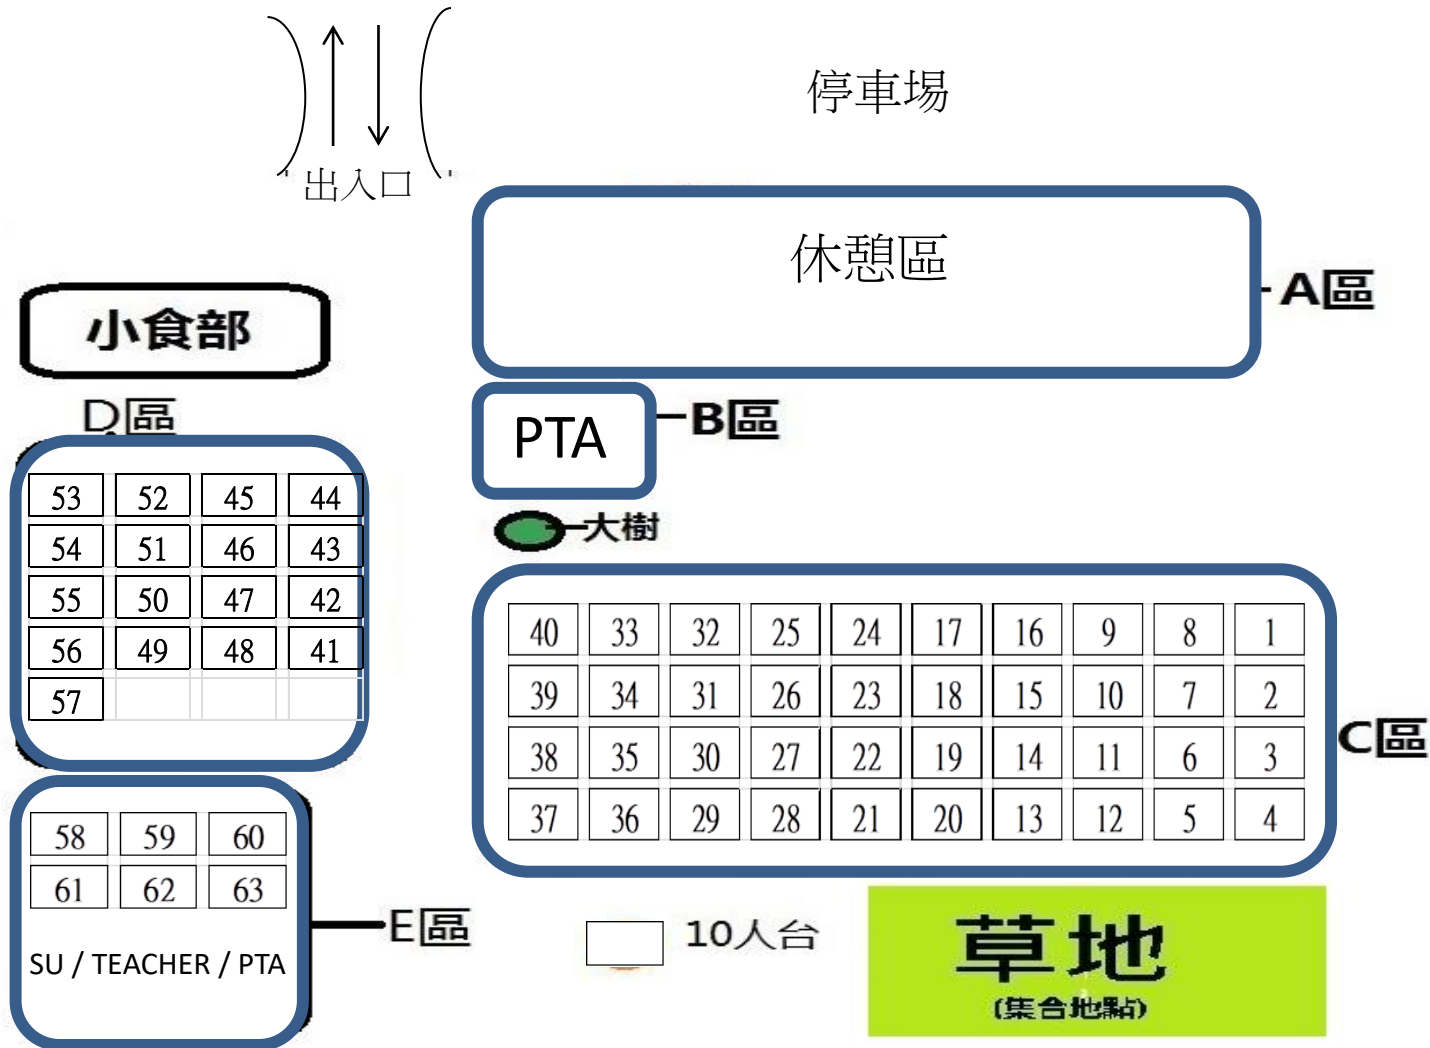 停車場
出入口
休憩區
A區
小食部
D區
PTA
B區
大樹
53 52 45 44
54 51 46 43
55 50 47 42
56 49 48 41
57
40 33 32 25 24 17 16 9 8 1
39 34 31 26 23 18 15 10 7 2
38 35 30 27 22 19 14 11 6 3
37 36 29 28 21 20 13 12 5 4
C區
58 59 60
61 62 63
SU / TEACHER / PTA
E區
10人台
草地
(集合地點)